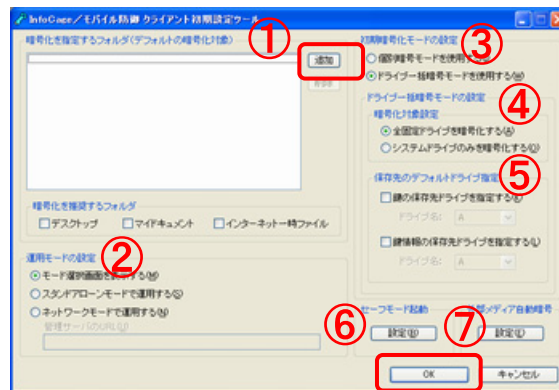 InfoCage／モバイル防御 クライアント初期設定ツール
暗号化を指定するフォルダ(デフォルトの暗号化対象)
①
追加
削除
暗号化を推奨するフォルダ
デスクトップ
マイドキュメント
インターネット一時ファイル
運用モードの設定
②
モード選択画面を表示する(M)
スタンドアローンモードで運用する(S)
ネットワークモードで運用する(N)
管理サーバのURL(U)
初期暗号化モードの設定
③
個別暗号モードを使用する
ドライブ一括暗号モードを使用する(W)
ドライブ一括暗号モードの設定
④
暗号化対象設定
全固定ドライブを暗号化する(A)
システムドライブのみを暗号化する(O)
保存先のデフォルトドライブ指定
⑤
鍵の保存先ドライブを指定する
ドライブ名: A
鍵情報の保存先ドライブを指定する(L)
ドライブ名: A
セーフモード起動
⑥
設定
⑦
部メディア自動暗号
設定
OK
キャンセル